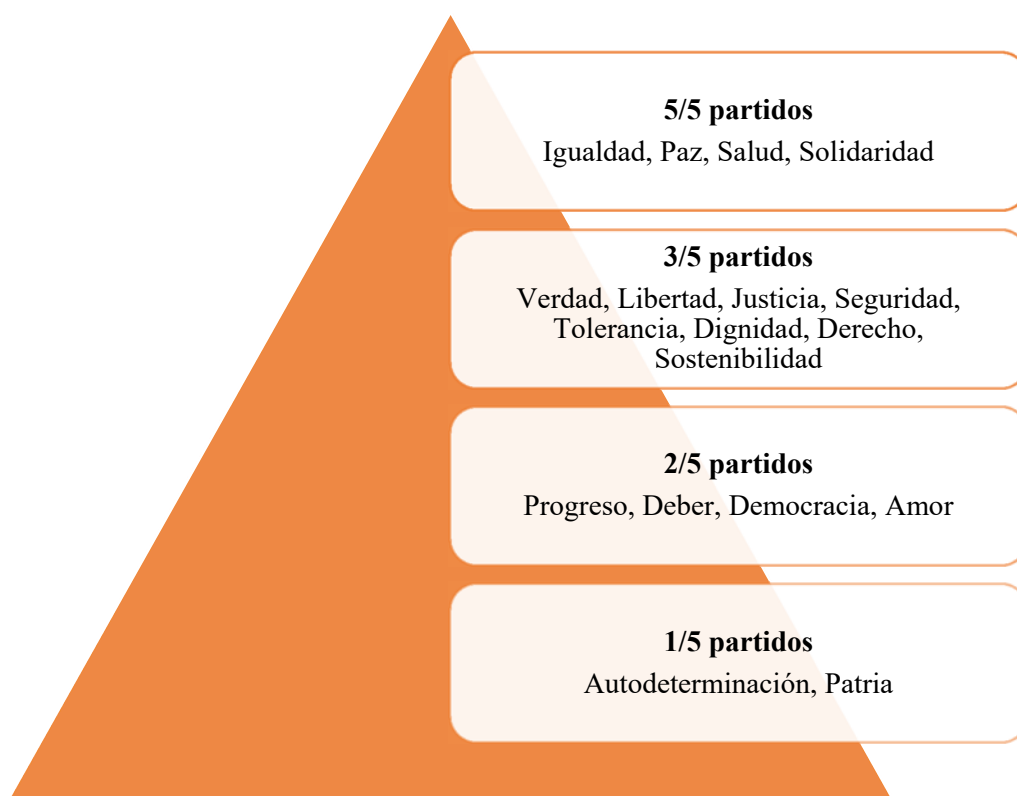 5/5 partidos
Igualdad, Paz, Salud, Solidaridad
3/5 partidos
Verdad, Libertad, Justicia, Seguridad,
Tolerancia, Dignidad, Derecho,
Sostenibilidad
2/5 partidos
Progreso, Deber, Democracia, Amor
1/5 partidos
Autodeterminación, Patria